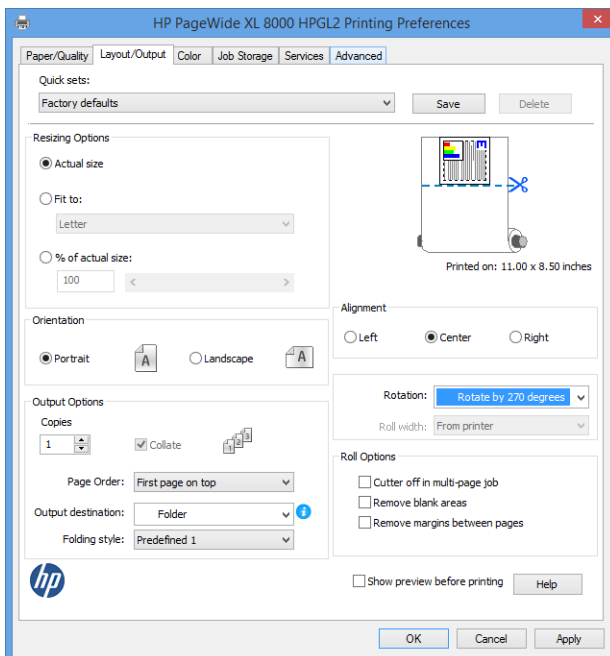 HP PageWide XL 8000 HPGL2 Printing Preferences
Paper/Quality Layout/Output Color Job Storage Services Advanced
Quick sets:
Factory defaults
Save
Delete
Resizing Options
Actual size
Fit to:
Letter
% of actual size:
100
Printed on: 11.00 x 8.50 inches
Orientation
Portrait
A
Landscape
A
Alignment
Left
Center
Right
Output Options
Copies
1
Collate
1 2 3
Page Order: First page on top
Output destination: Folder
Folding style: Predefined 1
Rotation: Rotate by 270 degrees
Roll width: From printer
Roll Options
Cutter off in multi-page job
Remove blank areas
Remove margins between pages
hp
Show preview before printing
Help
OK
Cancel
Apply